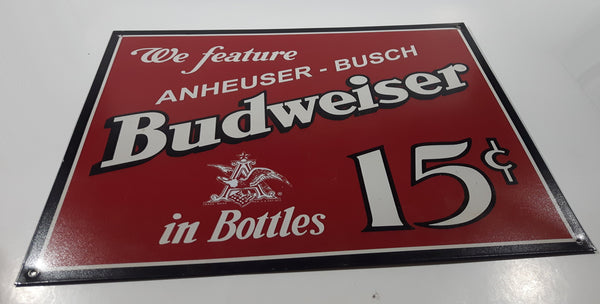 We feature
ANHEUSER - BUSCH
Budweiser
in Bottles
15¢